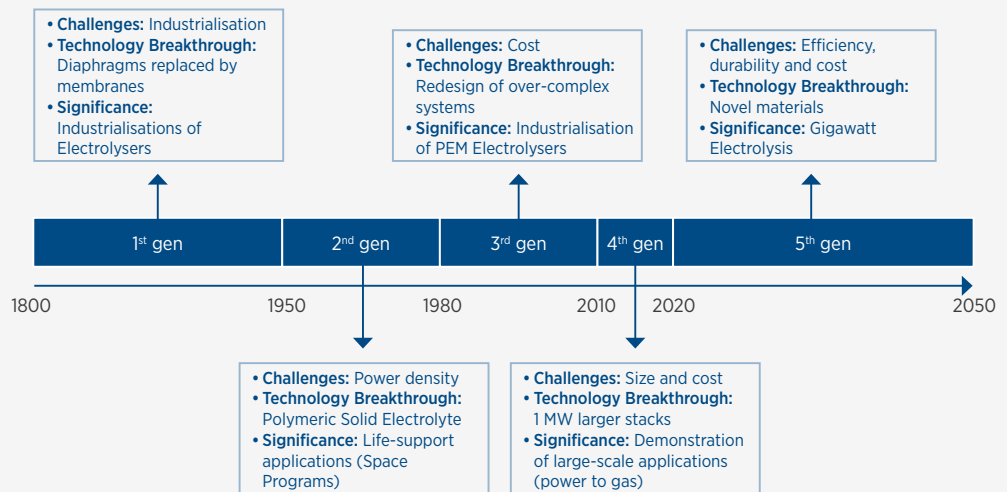 • Challenges: Industrialisation
• Technology Breakthrough:
Diaphragms replaced by
membranes
• Significance:
Industrialisations of
Electrolysers
• Challenges: Cost
• Technology Breakthrough:
Redesign of over-complex
systems
• Significance: Industrialisation
of PEM Electrolysers
• Challenges: Efficiency,
durability and cost
• Technology Breakthrough:
Novel materials
• Significance: Gigawatt
Electrolysis
1st gen
2nd gen
3rd gen
4th gen
5th gen
1800
1950
1980
2010
2020
2050
• Challenges: Power density
• Technology Breakthrough:
Polymeric Solid Electrolyte
• Significance: Life-support
applications (Space
Programs)
• Challenges: Size and cost
• Technology Breakthrough:
1 MW larger stacks
• Significance: Demonstration
of large-scale applications
(power to gas)